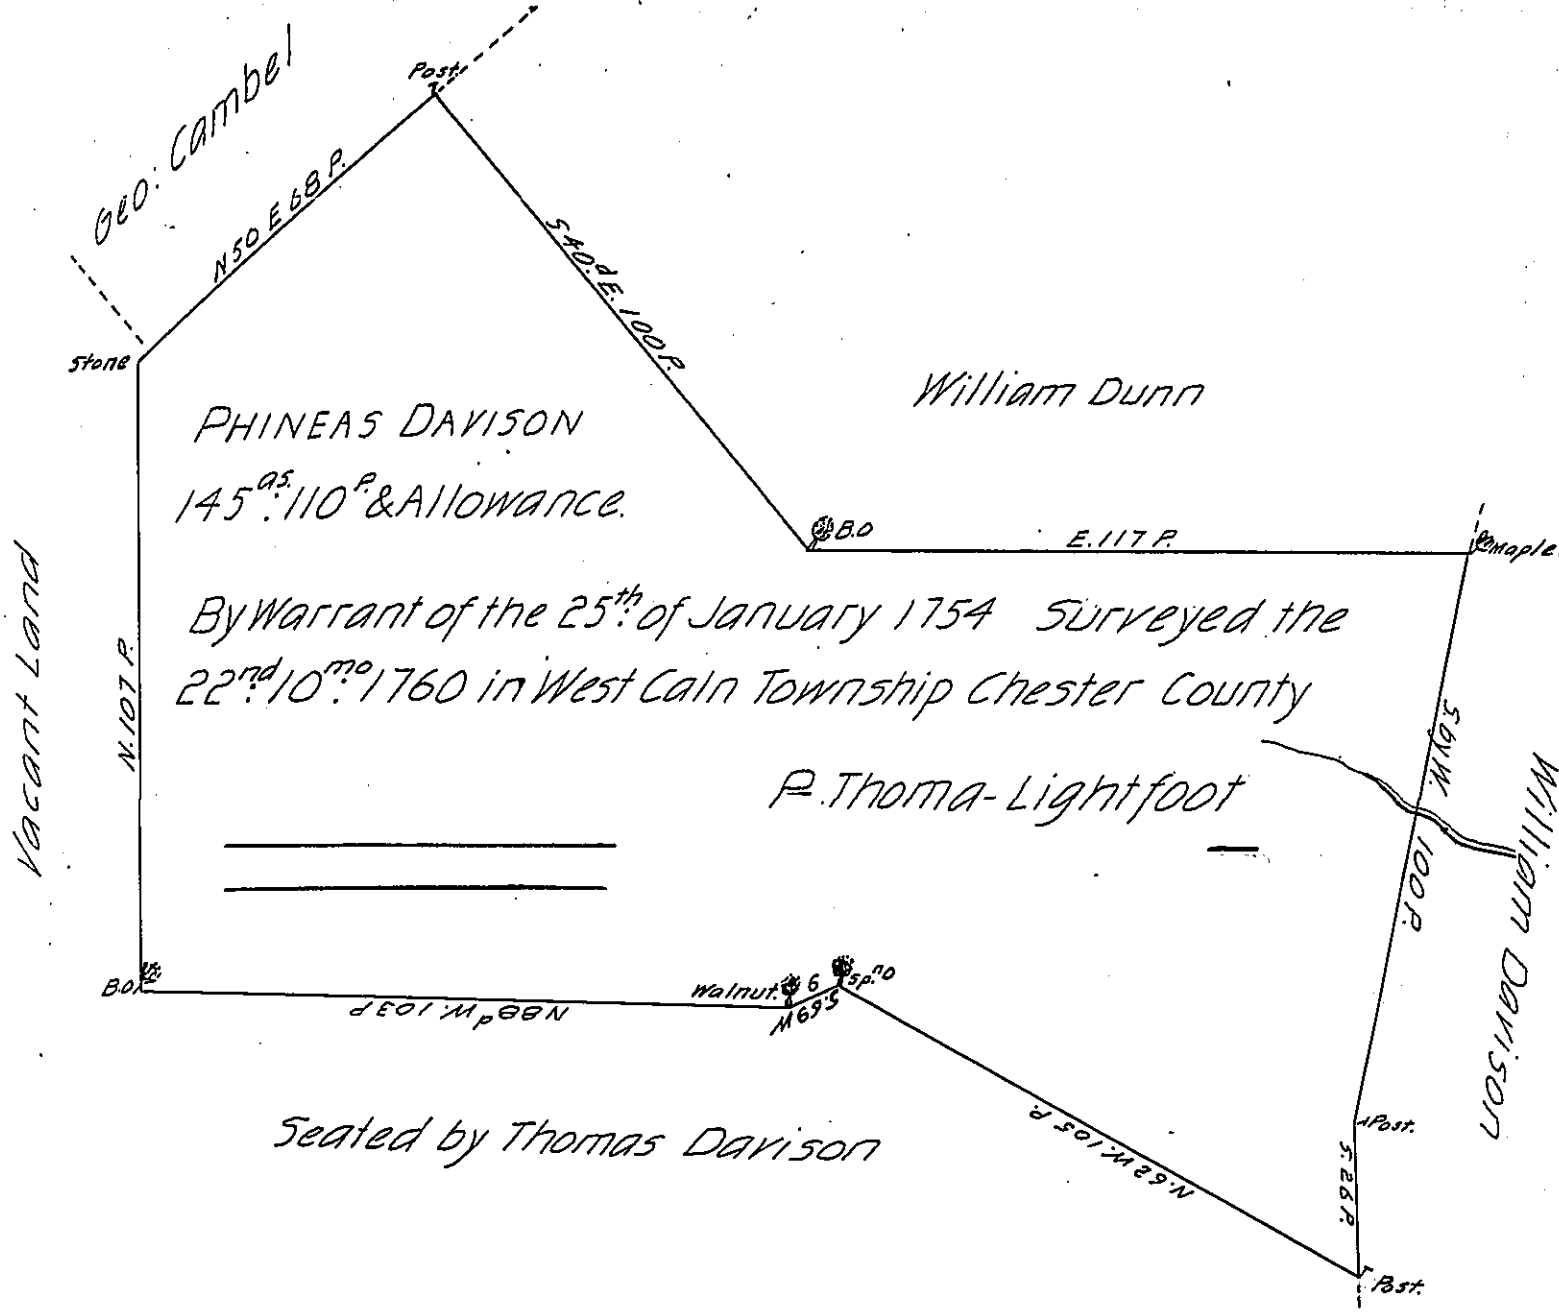 Geo: Cambel
Post.
N 50 E 68 P.
S 40.d E. 100 P.
Stone
William Dunn
PHINEAS DAVISON
145 as. 110 P. & Allowance.
B.O
E. 117 P.
Maple.
By Warrant of the 25th of January 1754 Surveyed the
22nd 10mo 1760 in West Caln Township Chester County
P. Thoma- Lightfoot
Vacant Land
N. 107 P.
S. by W. 100 P.
William Davison
B.O.
N 88d W. 103 P
Walnut.
6
S. 69 W
Sp.n O
N. 62 W. 105 P.
Post.
S. 26 P.
Post.
Seated by Thomas Davison